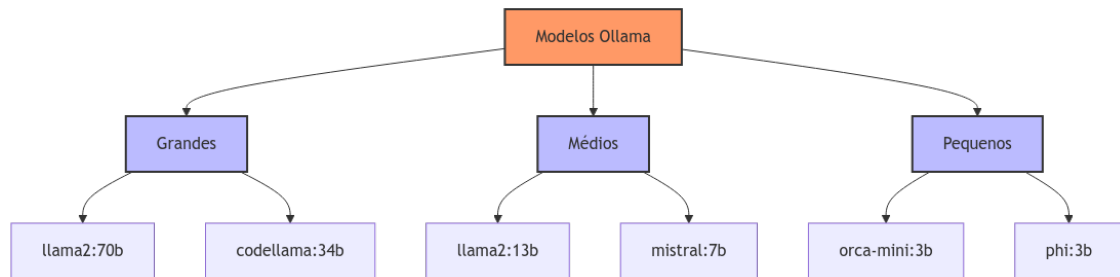 Modelos Ollama
Grandes
Médios
Pequenos
llama2:70b
codellama:34b
llama2:13b
mistral:7b
orca-mini:3b
phi:3b